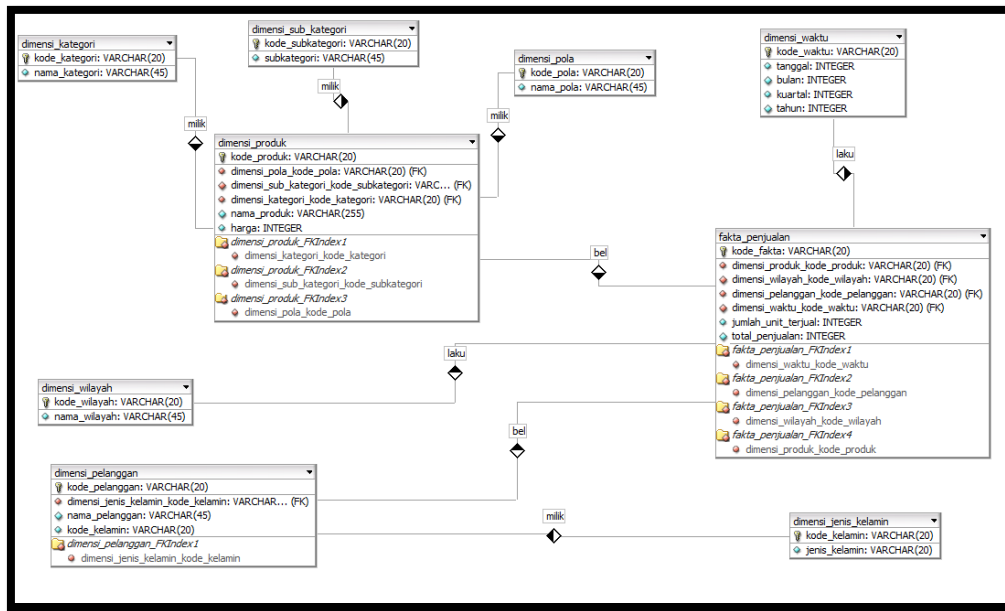 dimensi_kategori
kode_kategori: VARCHAR(20)
nama_kategori: VARCHAR(45)
dimensi_sub_kategori
kode_subkategori: VARCHAR(20)
subkategori: VARCHAR(45)
dimensi_pola
kode_pola: VARCHAR(20)
nama_pola: VARCHAR(45)
dimensi_waktu
kode_waktu: VARCHAR(20)
tanggal: INTEGER
bulan: INTEGER
kuartal: INTEGER
tahun: INTEGER
milik
milik
milik
laku
dimensi_produk
kode_produk: VARCHAR(20)
dimensi_pola_kode_pola: VARCHAR(20) (FK)
dimensi_sub_kategori_kode_subkategori: VARC... (FK)
dimensi_kategori_kode_kategori: VARCHAR(20) (FK)
nama_produk: VARCHAR(255)
harga: INTEGER
dimensi_produk_FKIndex1
dimensi_kategori_kode_kategori
dimensi_produk_FKIndex2
dimensi_sub_kategori_kode_subkategori
dimensi_produk_FKIndex3
dimensi_pola_kode_pola
bel
fakta_penjualan
kode_fakta: VARCHAR(20)
dimensi_produk_kode_produk: VARCHAR(20) (FK)
dimensi_wilayah_kode_wilayah: VARCHAR(20) (FK)
dimensi_pelanggan_kode_pelanggan: VARCHAR(20) (FK)
dimensi_waktu_kode_waktu: VARCHAR(20) (FK)
jumlah_unit_terjual: INTEGER
total_penjualan: INTEGER
fakta_penjualan_FKIndex1
dimensi_waktu_kode_waktu
fakta_penjualan_FKIndex2
dimensi_pelanggan_kode_pelanggan
fakta_penjualan_FKIndex3
dimensi_wilayah_kode_wilayah
fakta_penjualan_FKIndex4
dimensi_produk_kode_produk
laku
dimensi_wilayah
kode_wilayah: VARCHAR(20)
nama_wilayah: VARCHAR(45)
bel
dimensi_pelanggan
kode_pelanggan: VARCHAR(20)
dimensi_jenis_kelamin_kode_kelamin: VARCHAR... (FK)
nama_pelanggan: VARCHAR(45)
kode_kelamin: VARCHAR(20)
dimensi_pelanggan_FKIndex1
dimensi_jenis_kelamin_kode_kelamin
milik
dimensi_jenis_kelamin
kode_kelamin: VARCHAR(20)
jenis_kelamin: VARCHAR(20)